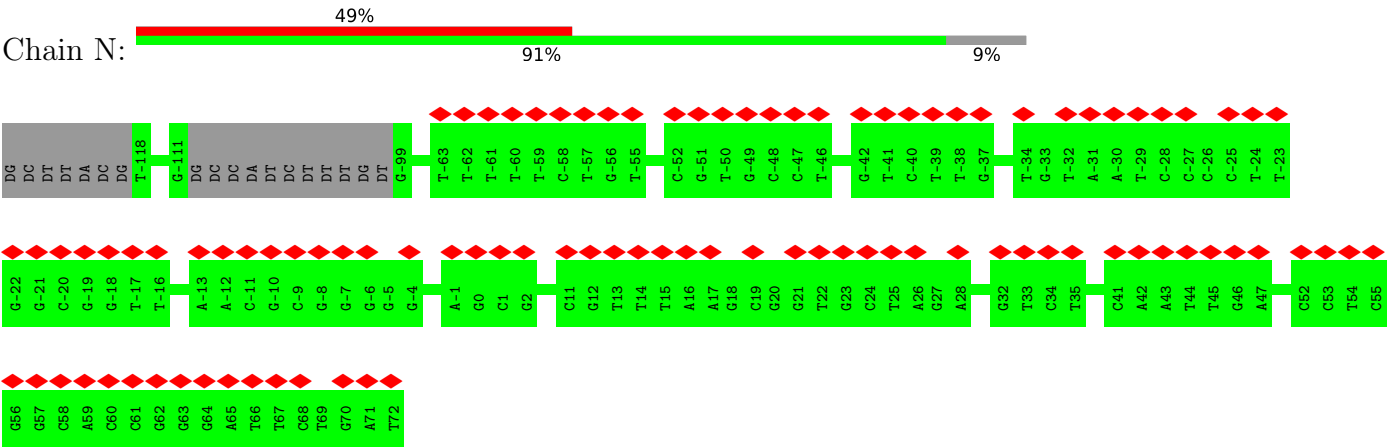 49%
Chain N:
91%
9%
DG DC DT DT DA DC DG T-118 G-111 DG DC DC DA DT DC DT DT DT DG DT G-99 T-63 T-62 T-61 T-60 T-59 C-58 T-57 G-56 T-55 C-52 G-51 T-50 G-49 C-48 C-47 T-46 G-42 T-41 C-40 T-39 T-38 G-37 T-34 G-33 T-32 A-31 A-30 T-29 C-28 C-27 C-26 C-25 T-24 T-23
G-22 G-21 C-20 G-19 G-18 T-17 T-16 A-13 A-12 C-11 G-10 C-9 G-8 G-7 G-6 G-5 G-4 A-1 G0 C1 G2 C11 G12 T13 T14 T15 A16 A17 G18 C19 G20 G21 T22 G23 C24 T25 A26 G27 A28 G32 T33 C34 T35 C41 A42 A43 T44 T45 G46 A47 C52 C53 T54 C55
G56 G57 C58 A59 C60 C61 G62 G63 G64 A65 T66 T67 C68 T69 G70 A71 T72